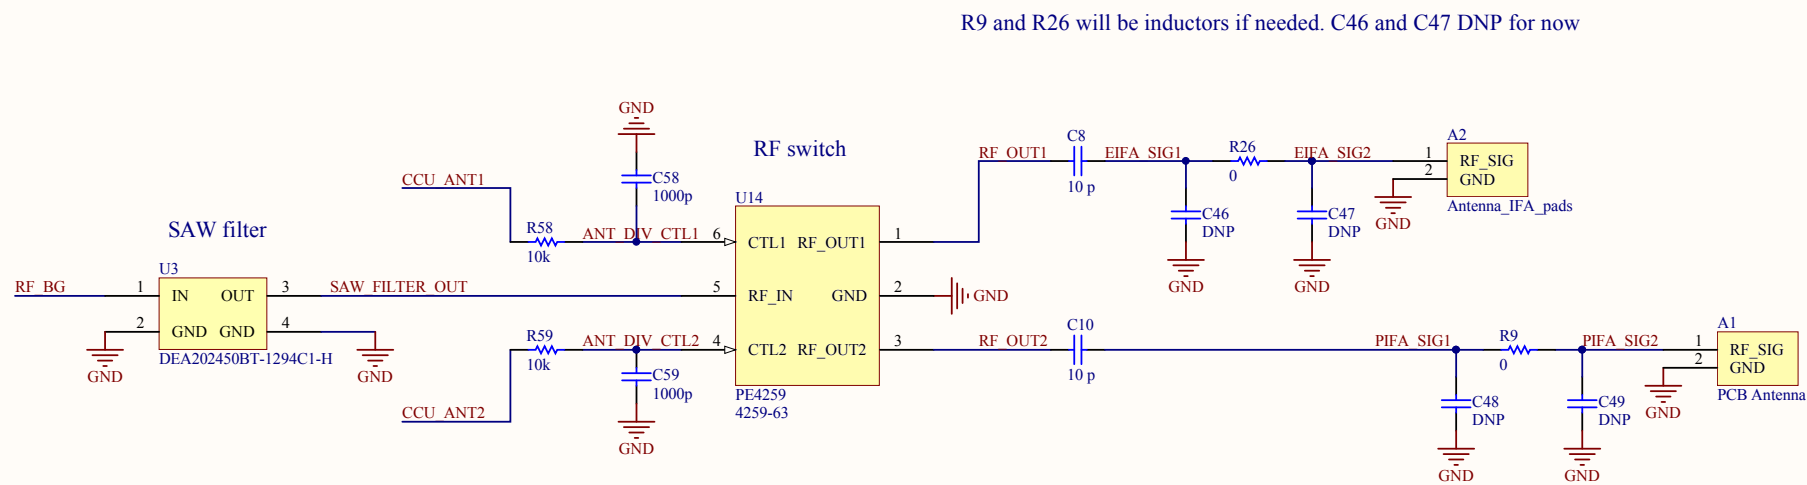 R9 and R26 will be inductors if needed. C46 and C47 DNP for now
GND
RF switch
C58
1000p
CCU_ANT1
SAW filter
R58
10k
ANT_DIV_CTL1
U14
6
CTL1
RF_OUT1
1
RF_OUT1
C8
10 p
EIFA_SIG1
R26
0
EIFA_SIG2
A2
1
RF_SIG
2
GND
Antenna_IFA_pads
GND
C46
DNP
GND
C47
DNP
GND
U3
RF_BG
1
IN
OUT
3
SAW_FILTER_OUT
5
RF_IN
GND
2
GND
2
GND
GND
4
DEA202450BT-1294C1-H
GND
GND
R59
10k
ANT_DIV_CTL2
4
CTL2
RF_OUT2
3
RF_OUT2
C10
10 p
PIFA_SIG1
R9
0
PIFA_SIG2
A1
1
RF_SIG
2
GND
PCB Antenna
GND
C59
1000p
PE4259
4259-63
CCU_ANT2
GND
C48
DNP
GND
C49
DNP
GND